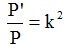 P'/P = k²